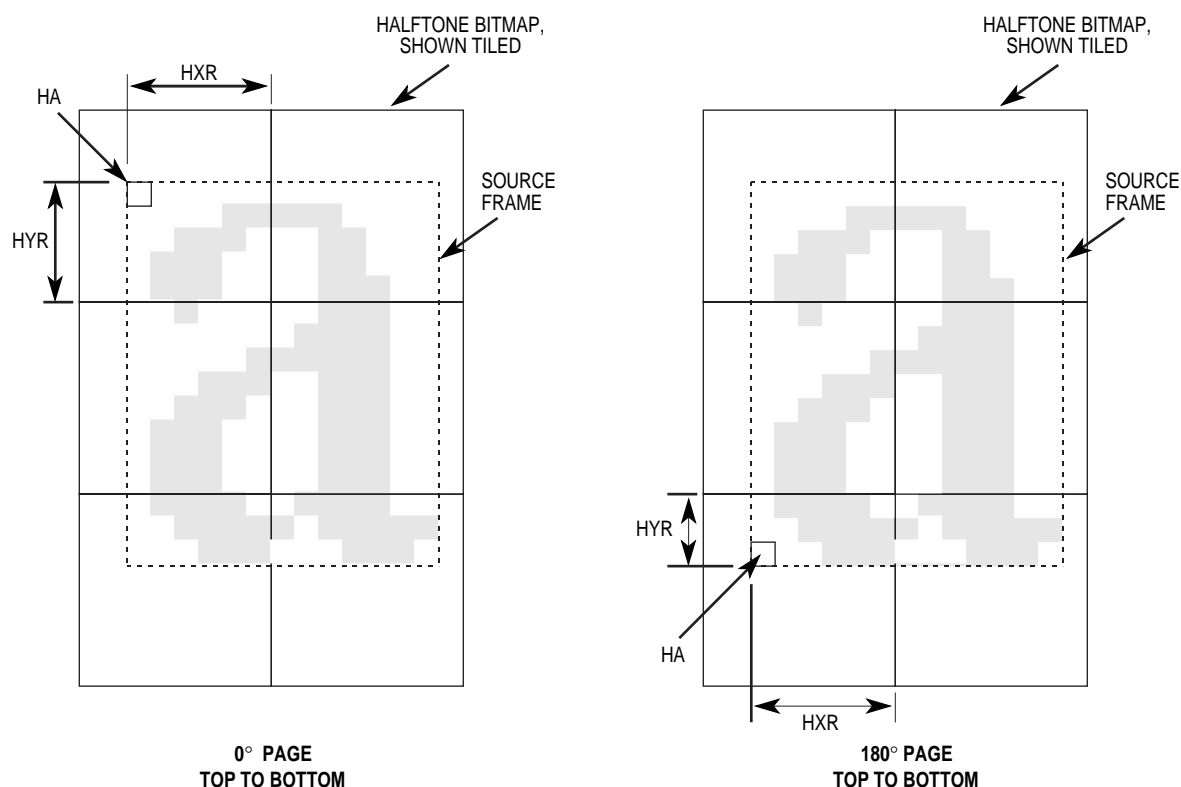 HALFTONE BITMAP,
SHOWN TILED
HXR
HA
SOURCE
FRAME
HYR
0° PAGE
TOP TO BOTTOM
HALFTONE BITMAP,
SHOWN TILED
SOURCE
FRAME
HYR
HA
HXR
180° PAGE
TOP TO BOTTOM